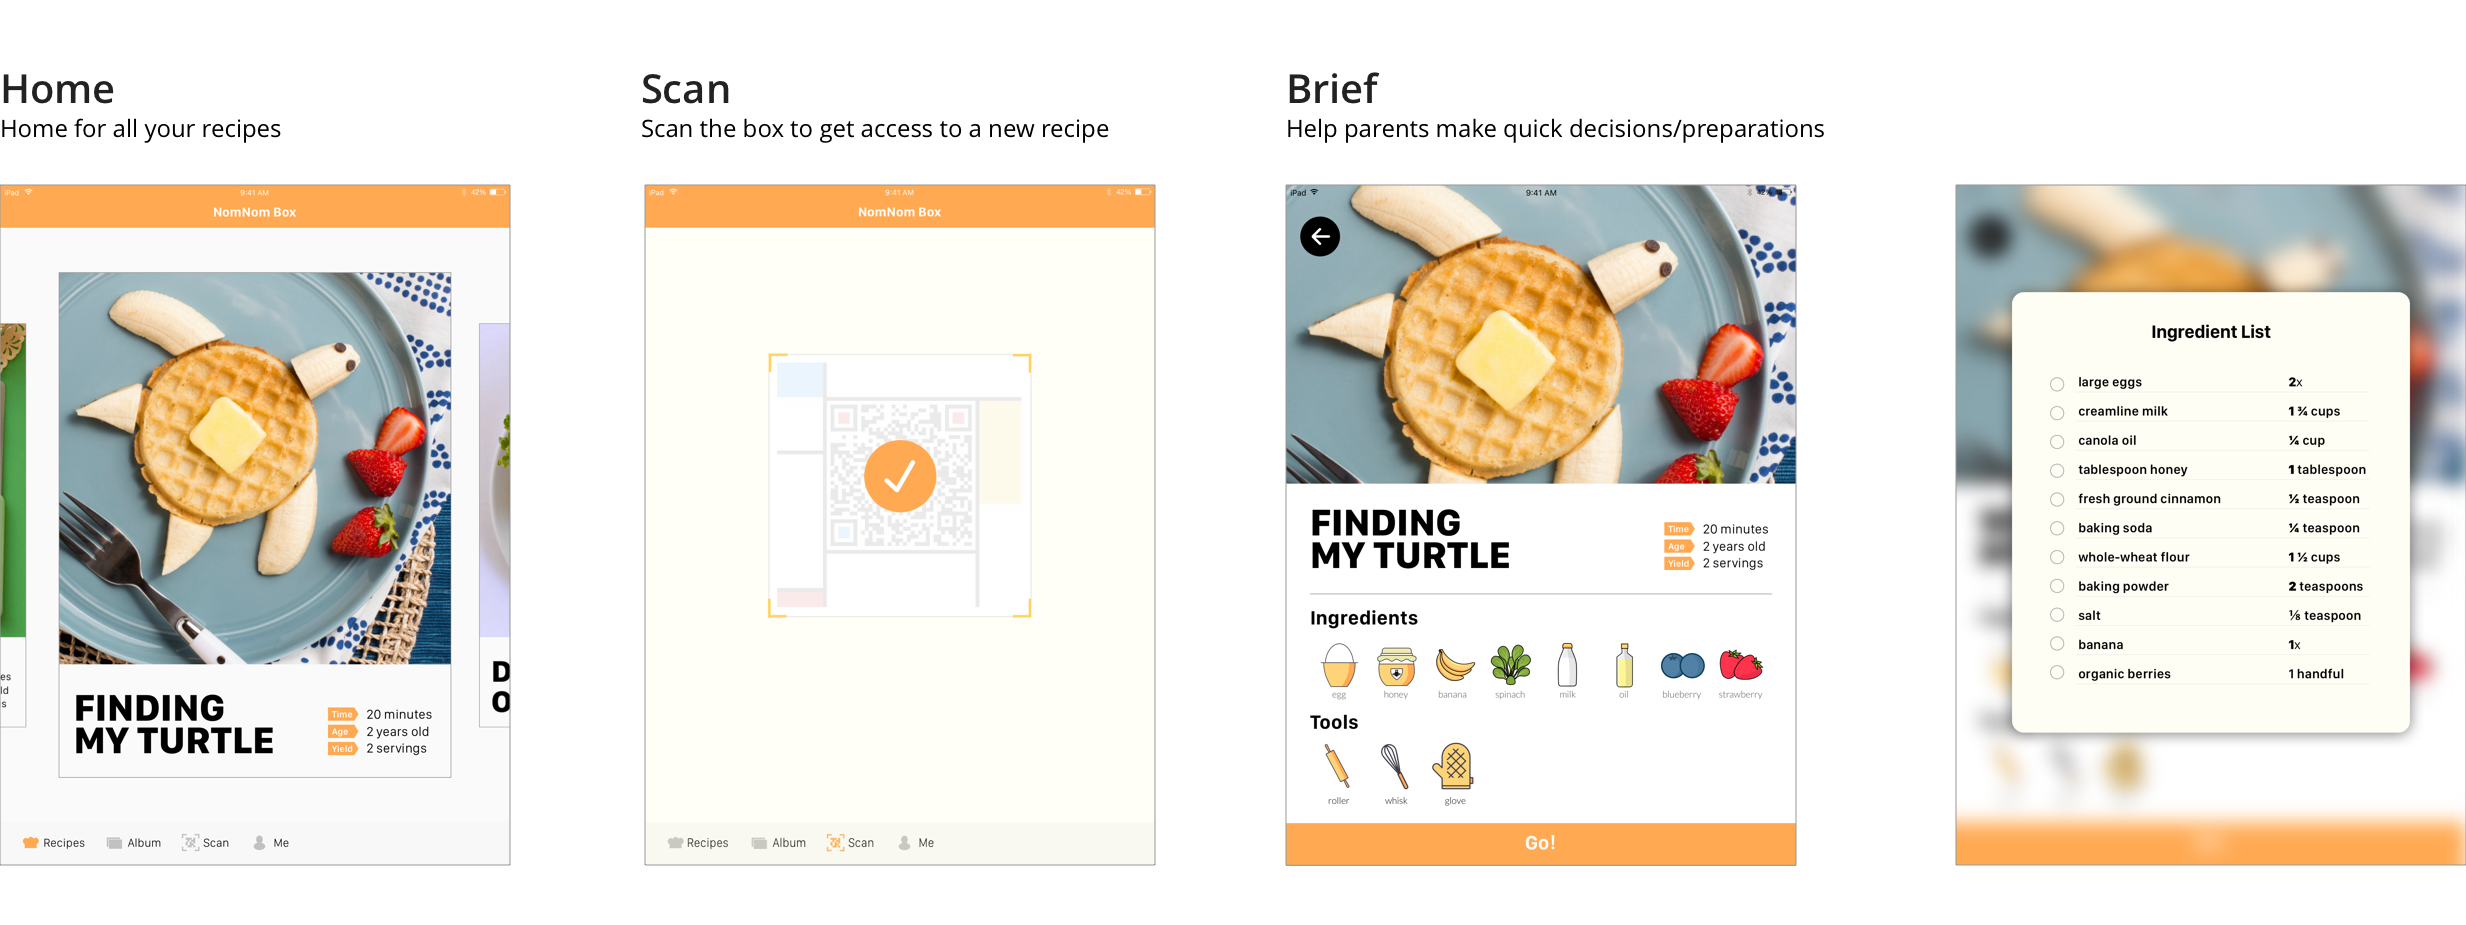 Home
Home for all your recipes
iPad 9:41 AM 42%
NomNom Box
FINDING
MY TURTLE
Time 20 minutes
Age 2 years old
Yield 2 servings
es
ld
s
D
O
Recipes Album Scan Me
Scan
Scan the box to get access to a new recipe
iPad 9:41 AM 42%
NomNom Box
Recipes Album Scan Me
Brief
Help parents make quick decisions/preparations
iPad 9:41 AM 42%
FINDING
MY TURTLE
Time 20 minutes
Age 2 years old
Yield 2 servings
Ingredients
egg honey banana spinach milk oil blueberry strawberry
Tools
roller whisk glove
Go!
Ingredient List
large eggs 2x
creamline milk 1 ¾ cups
canola oil ¼ cup
tablespoon honey 1 tablespoon
fresh ground cinnamon ½ teaspoon
baking soda ¼ teaspoon
whole-wheat flour 1 ½ cups
baking powder 2 teaspoons
salt ⅛ teaspoon
banana 1x
organic berries 1 handful